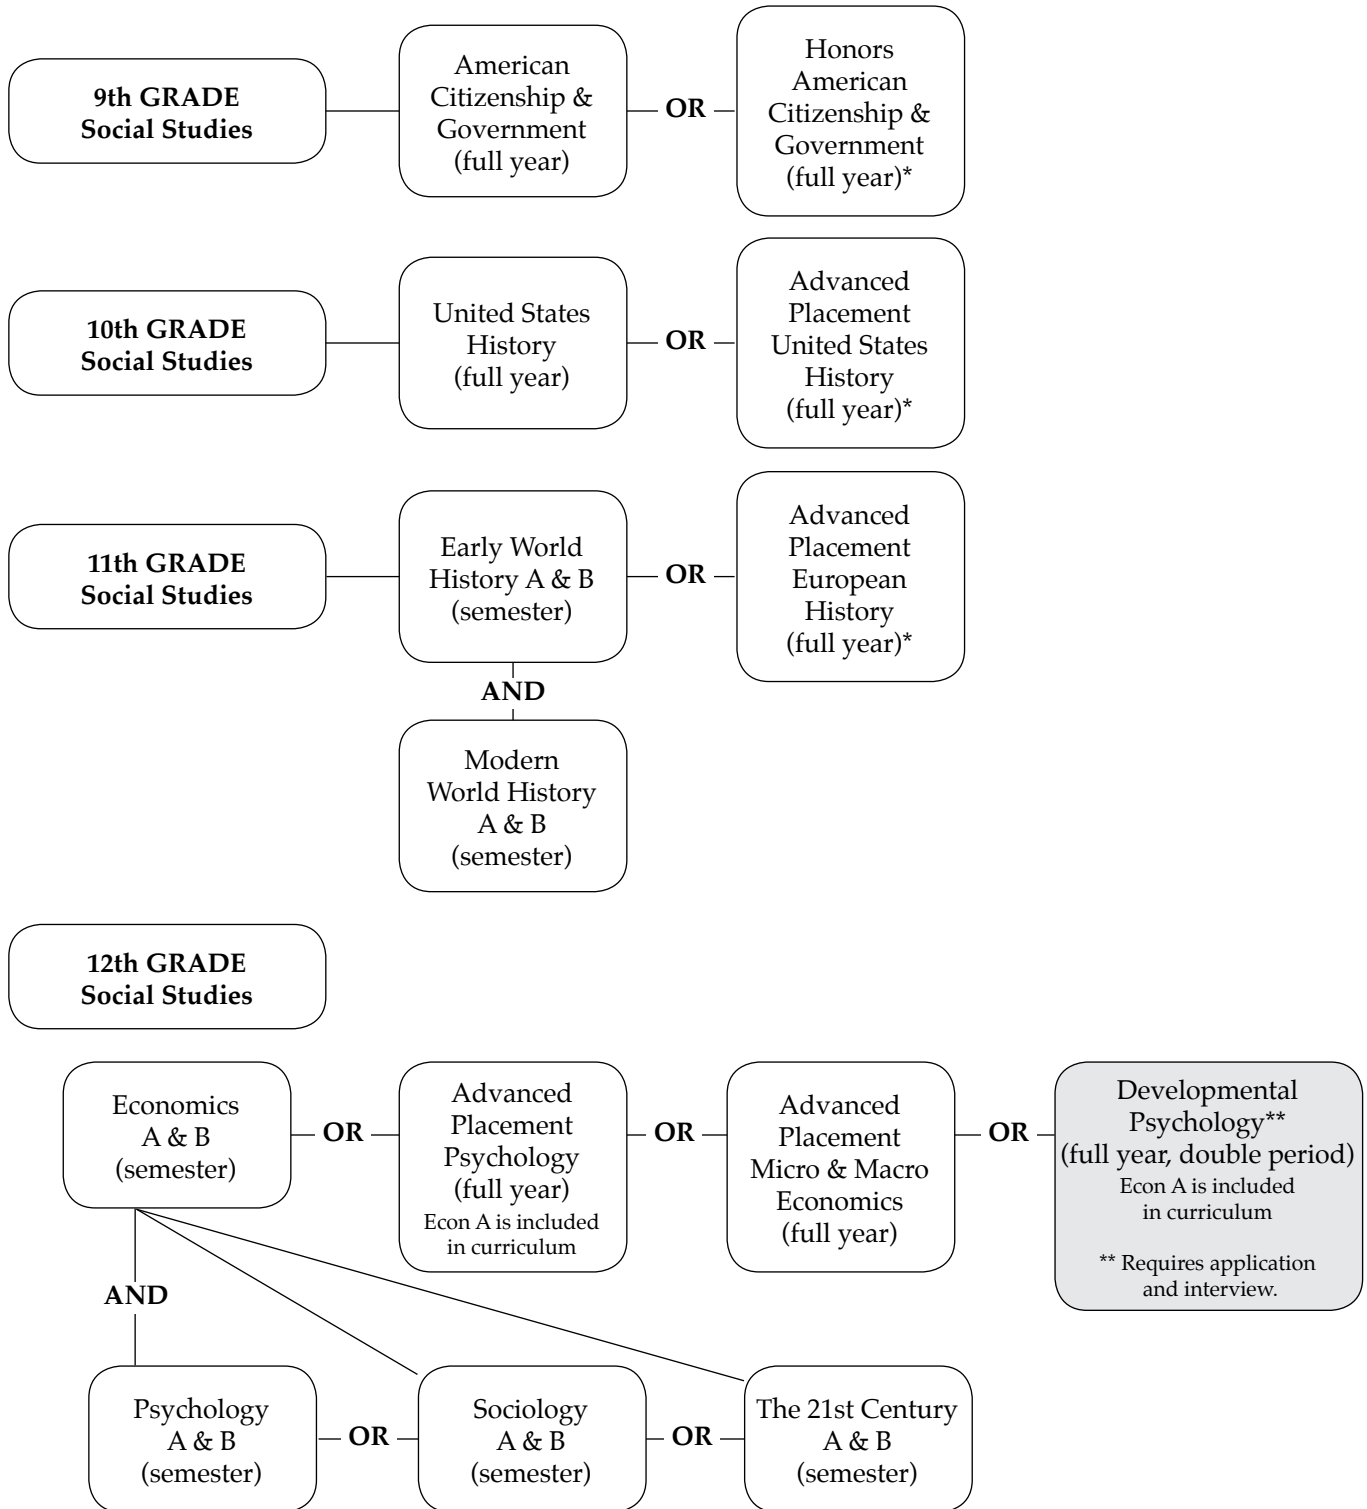 9th GRADE
Social Studies
American
Citizenship &
Government
(full year)
OR
Honors
American
Citizenship &
Government
(full year)*
10th GRADE
Social Studies
United States
History
(full year)
OR
Advanced
Placement
United States
History
(full year)*
11th GRADE
Social Studies
Early World
History A & B
(semester)
OR
Advanced
Placement
European
History
(full year)*
AND
Modern
World History
A & B
(semester)
12th GRADE
Social Studies
Economics
A & B
(semester)
OR
Advanced
Placement
Psychology
(full year)
Econ A is included
in curriculum
OR
Advanced
Placement
Micro & Macro
Economics
(full year)
OR
Developmental
Psychology**
(full year, double period)
Econ A is included
in curriculum
** Requires application
and interview.
AND
Psychology
A & B
(semester)
OR
Sociology
A & B
(semester)
OR
The 21st Century
A & B
(semester)